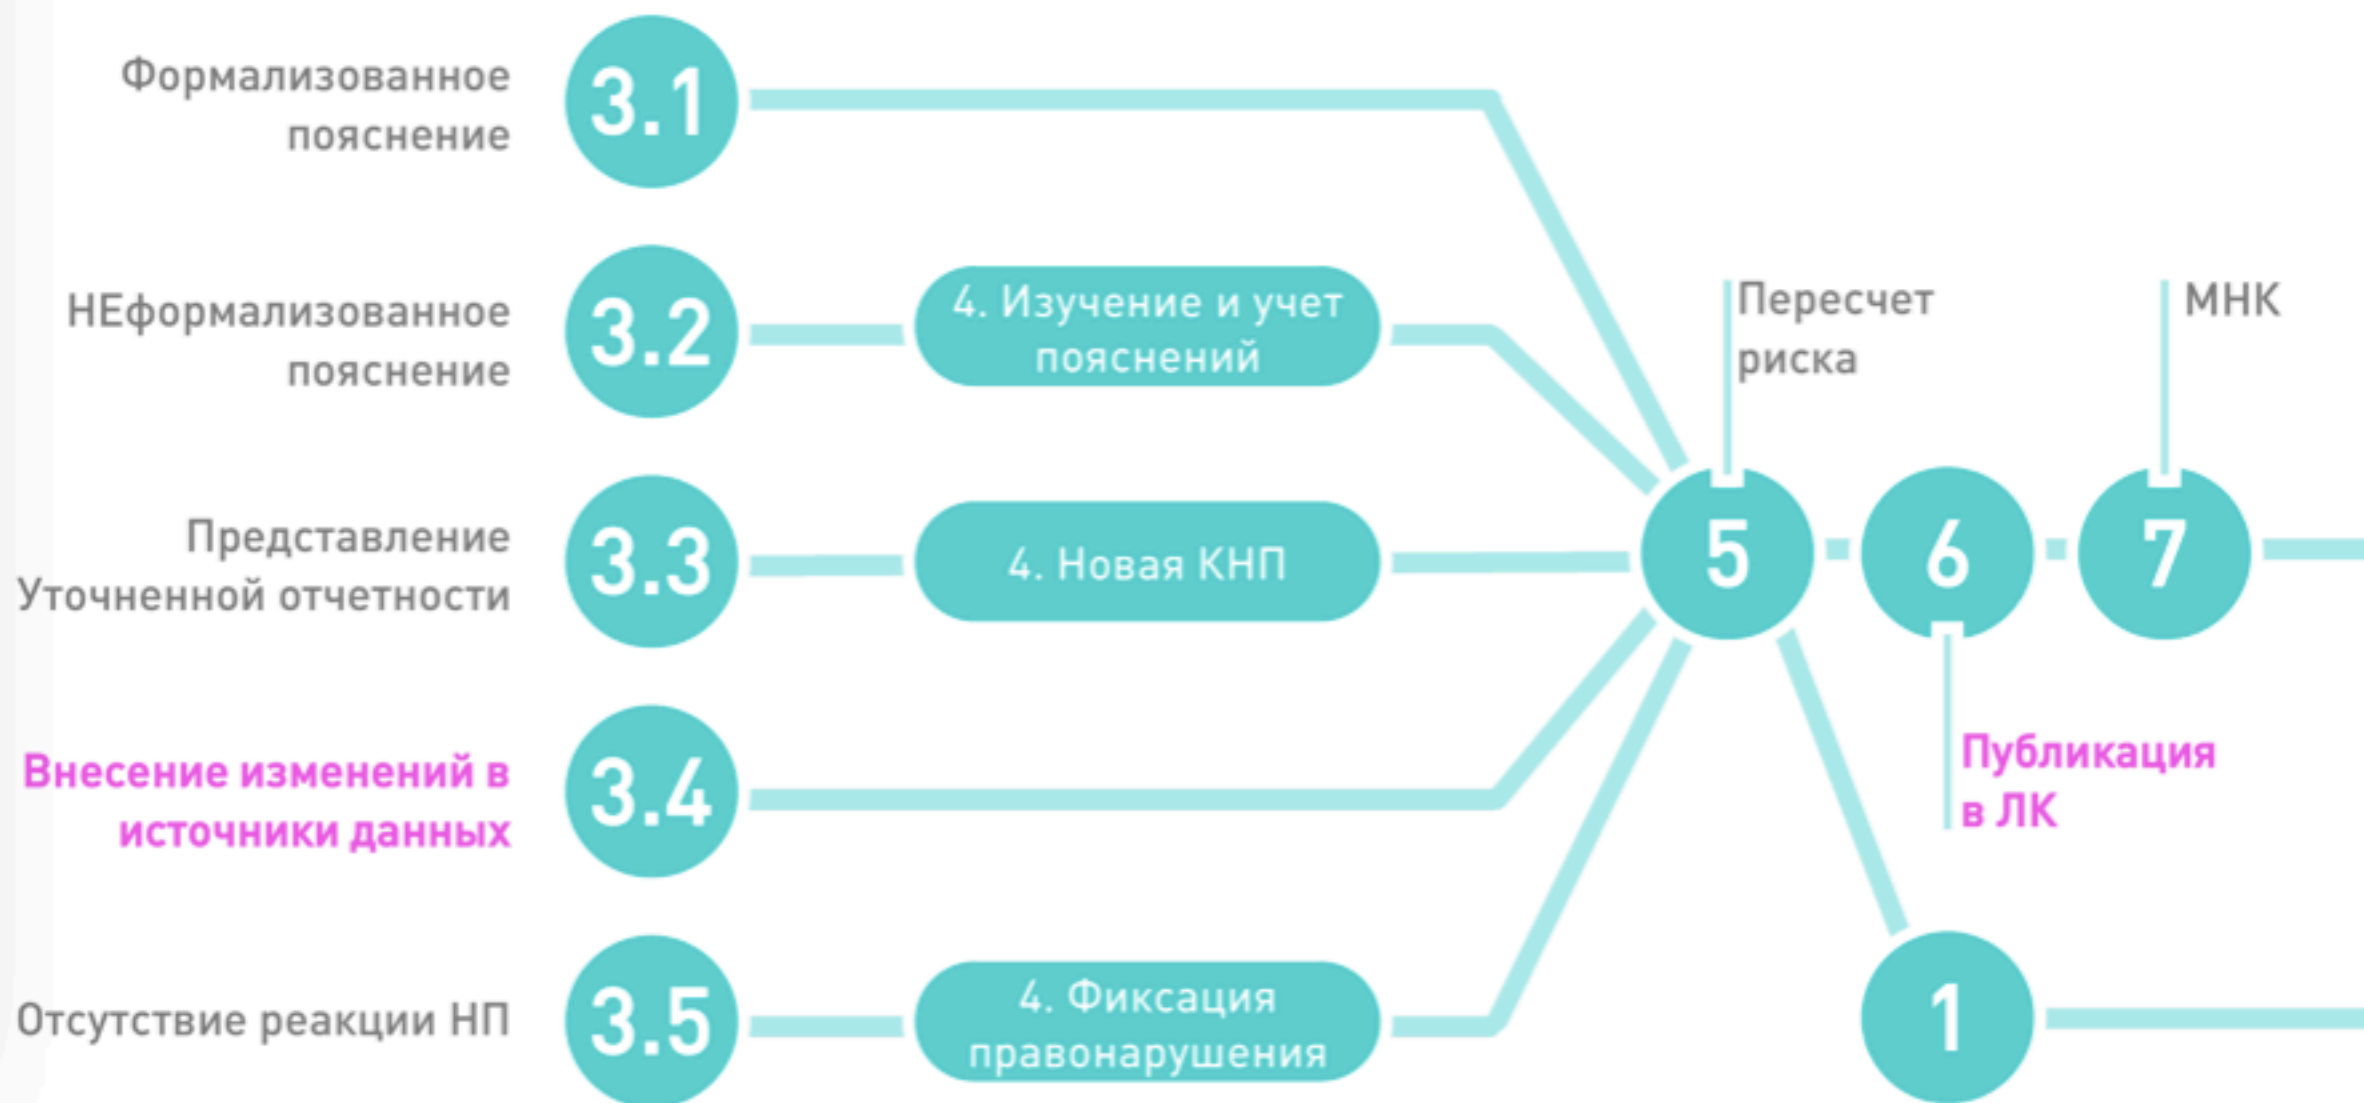 Формализованное
пояснение
3.1
НЕформализованное
пояснение
3.2
4. Изучение и учет
пояснений
Пересчет
риска
МНК
Представление
Уточненной отчетности
3.3
4. Новая КНП
5
6
7
Внесение изменений в
источники данных
3.4
Публикация
в ЛК
Отсутствие реакции НП
3.5
4. Фиксация
правонарушения
1